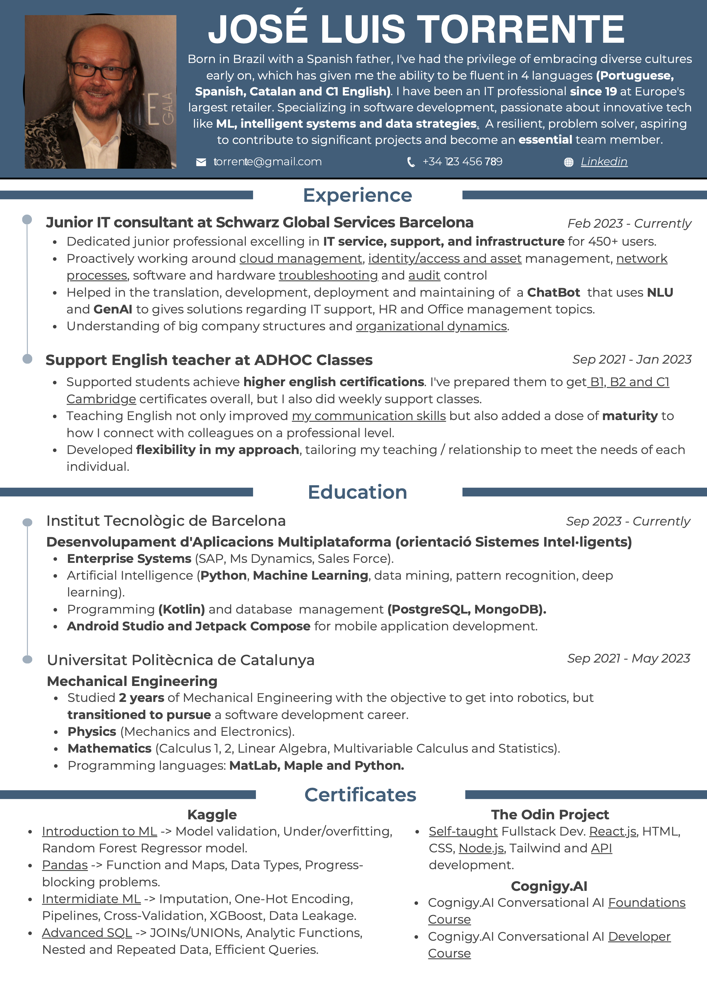 JOSÉ LUIS TORRENTE
Born in Brazil with a Spanish father, I've had the privilege of embracing diverse cultures
early on, which has given me the ability to be fluent in 4 languages (Portuguese,
Spanish, Catalan and C1 English). I have been an IT professional since 19 at Europe's
largest retailer. Specializing in software development, passionate about innovative tech
like ML, intelligent systems and data strategies.  A resilient, problem solver, aspiring
to contribute to significant projects and become an essential team member.
torrente@gmail.com
+34 123 456 789
Linkedin
GALA
Experience
Junior IT consultant at Schwarz Global Services Barcelona
Feb 2023 - Currently
• Dedicated junior professional excelling in IT service, support, and infrastructure for 450+ users.
• Proactively working around cloud management, identity/access and asset management, network
processes, software and hardware troubleshooting and audit control
• Helped in the translation, development, deployment and maintaining of  a ChatBot  that uses NLU
and GenAI to gives solutions regarding IT support, HR and Office management topics.
• Understanding of big company structures and organizational dynamics.
Support English teacher at ADHOC Classes
Sep 2021 - Jan 2023
• Supported students achieve higher english certifications. I've prepared them to get B1, B2 and C1
Cambridge certificates overall, but I also did weekly support classes.
• Teaching English not only improved my communication skills but also added a dose of maturity to
how I connect with colleagues on a professional level.
• Developed flexibility in my approach, tailoring my teaching / relationship to meet the needs of each
individual.
Education
Institut Tecnològic de Barcelona
Sep 2023 - Currently
Desenvolupament d'Aplicacions Multiplataforma (orientació Sistemes Intel·ligents)
• Enterprise Systems (SAP, Ms Dynamics, Sales Force).
• Artificial Intelligence (Python, Machine Learning, data mining, pattern recognition, deep
learning).
• Programming (Kotlin) and database  management (PostgreSQL, MongoDB).
• Android Studio and Jetpack Compose for mobile application development.
Universitat Politècnica de Catalunya
Sep 2021 - May 2023
Mechanical Engineering
• Studied 2 years of Mechanical Engineering with the objective to get into robotics, but
transitioned to pursue a software development career.
• Physics (Mechanics and Electronics).
• Mathematics (Calculus 1, 2, Linear Algebra, Multivariable Calculus and Statistics).
• Programming languages: MatLab, Maple and Python.
Certificates
Kaggle
• Introduction to ML -> Model validation, Under/overfitting,
Random Forest Regressor model.
• Pandas -> Function and Maps, Data Types, Progress-
blocking problems.
• Intermidiate ML -> Imputation, One-Hot Encoding,
Pipelines, Cross-Validation, XGBoost, Data Leakage.
• Advanced SQL -> JOINs/UNIONs, Analytic Functions,
Nested and Repeated Data, Efficient Queries.
The Odin Project
• Self-taught Fullstack Dev. React.js, HTML,
CSS, Node.js, Tailwind and API
development.
Cognigy.AI
• Cognigy.AI Conversational AI Foundations
Course
• Cognigy.AI Conversational AI Developer
Course